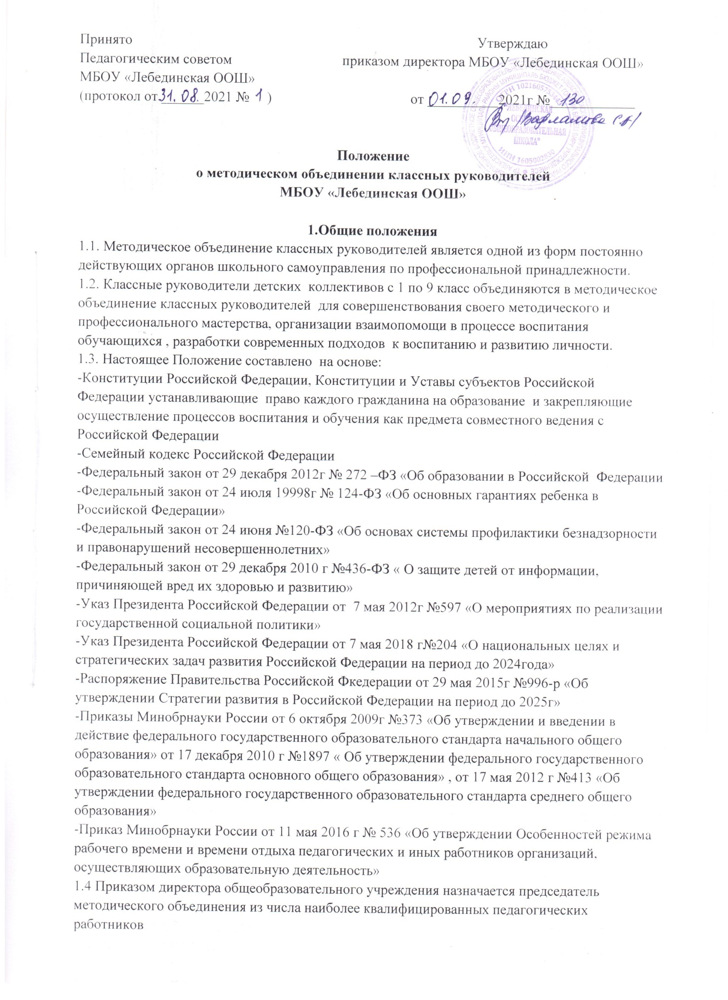 Принято
Утверждаю
Педагогическим советом
приказом директора МБОУ «Лебединская ООШ»
МБОУ «Лебединская ООШ»
(протокол от 31. 08. 2021 № 1 )
от 01.09. 2021г № 130
Варламова С.А/
ОГРН 1021605753443
"ЛЕБЕДИНСКАЯ
ОСНОВНАЯ
ОБЩЕОБРАЗОВАТЕЛЬНАЯ
ШКОЛА"
ИНН 1605002830
Положение
о методическом объединении классных руководителей
МБОУ «Лебединская ООШ»
1.Общие положения
1.1. Методическое объединение классных руководителей является одной из форм постоянно
действующих органов школьного самоуправления по профессиональной принадлежности.
1.2. Классные руководители детских  коллективов с 1 по 9 класс объединяются в методическое
объединение классных руководителей  для совершенствования своего методического и
профессионального мастерства, организации взаимопомощи в процессе воспитания
обучающихся , разработки современных подходов  к воспитанию и развитию личности.
1.3. Настоящее Положение составлено  на основе:
-Конституции Российской Федерации, Конституции и Уставы субъектов Российской
Федерации устанавливающие  право каждого гражданина на образование  и закрепляющие
осуществление процессов воспитания и обучения как предмета совместного ведения с
Российской Федерации
-Семейный кодекс Российской Федерации
-Федеральный закон от 29 декабря 2012г № 272 –ФЗ «Об образовании в Российской  Федерации
-Федеральный закон от 24 июля 19998г № 124-ФЗ «Об основных гарантиях ребенка в
Российской Федерации»
-Федеральный закон от 24 июня №120-ФЗ «Об основах системы профилактики безнадзорности
и правонарушений несовершеннолетних»
-Федеральный закон от 29 декабря 2010 г №436-ФЗ « О защите детей от информации,
причиняющей вред их здоровью и развитию»
-Указ Президента Российской Федерации от  7 мая 2012г №597 «О мероприятиях по реализации
государственной социальной политики»
-Указ Президента Российской Федерации от 7 мая 2018 г№204 «О национальных целях и
стратегических задач развития Российской Федерации на период до 2024года»
-Распоряжение Правительства Российской Фкедерации от 29 мая 2015г №996-р «Об
утверждении Стратегии развития в Российской Федерации на период до 2025г»
-Приказы Минобрнауки России от 6 октября 2009г №373 «Об утверждении и введении в
действие федерального государственного образовательного стандарта начального общего
образования» от 17 декабря 2010 г №1897 « Об утверждении федерального государственного
образовательного стандарта основного общего образования» , от 17 мая 2012 г №413 «Об
утверждении федерального государственного образовательного стандарта среднего общего
образования»
-Приказ Минобрнауки России от 11 мая 2016 г № 536 «Об утверждении Особенностей режима
рабочего времени и времени отдыха педагогических и иных работников организаций,
осуществляющих образовательную деятельность»
1.4 Приказом директора общеобразовательного учреждения назначается председатель
методического объединения из числа наиболее квалифицированных педагогических
работников